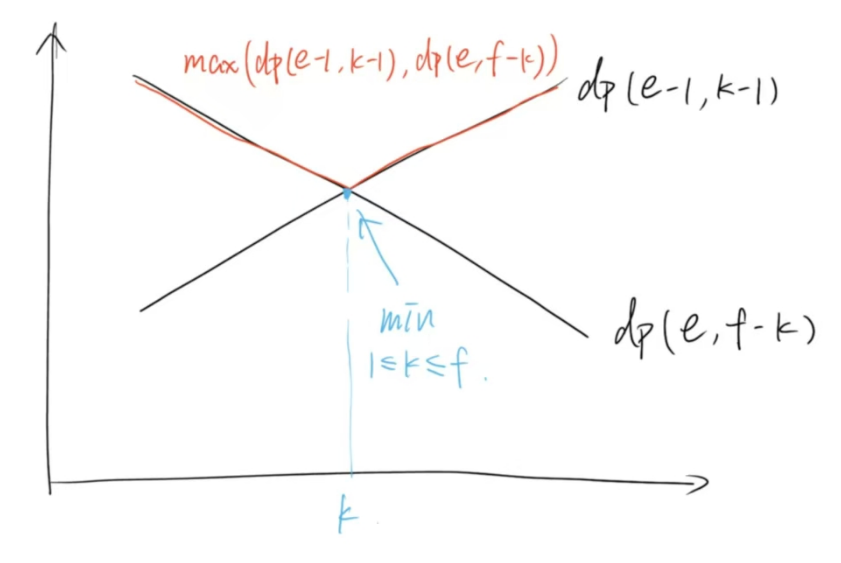 max(dp(e-1,k-1),dp(e,f-k))
dp(e-1,k-1)
min
1≤k≤f.
dp(e,f-k)
k.